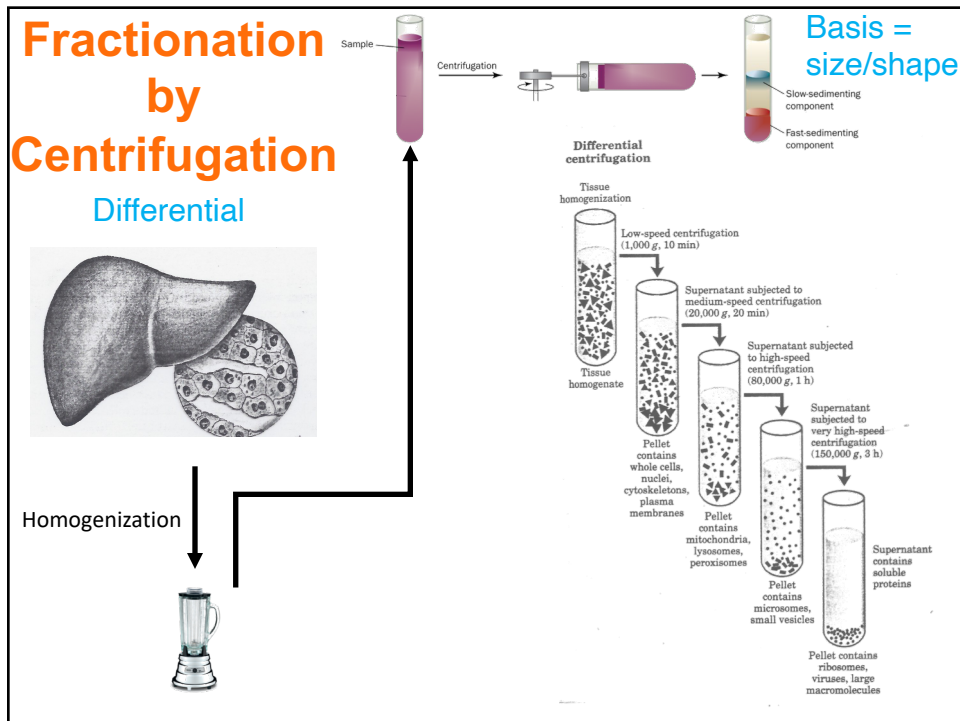 Fractionation
by
Centrifugation
Differential
Homogenization
Sample
Centrifugation
Basis =
size/shape
Slow-sedimenting
component
Fast-sedimenting
component
Differential
centrifugation
Tissue
homogenization
Low-speed centrifugation
(1,000 g, 10 min)
Supernatant subjected to
medium-speed centrifugation
(20,000 g, 20 min)
Supernatant subjected
to high-speed
centrifugation
(80,000 g, 1 h)
Supernatant
subjected to
very high-speed
centrifugation
(150,000 g, 3 h)
Tissue
homogenate
Pellet
contains
whole cells,
nuclei,
cytoskeletons,
plasma
membranes
Pellet
contains
mitochondria,
lysosomes,
peroxisomes
Pellet
contains
microsomes,
small vesicles
Supernatant
contains
soluble
proteins
Pellet contains
ribosomes,
viruses, large
macromolecules